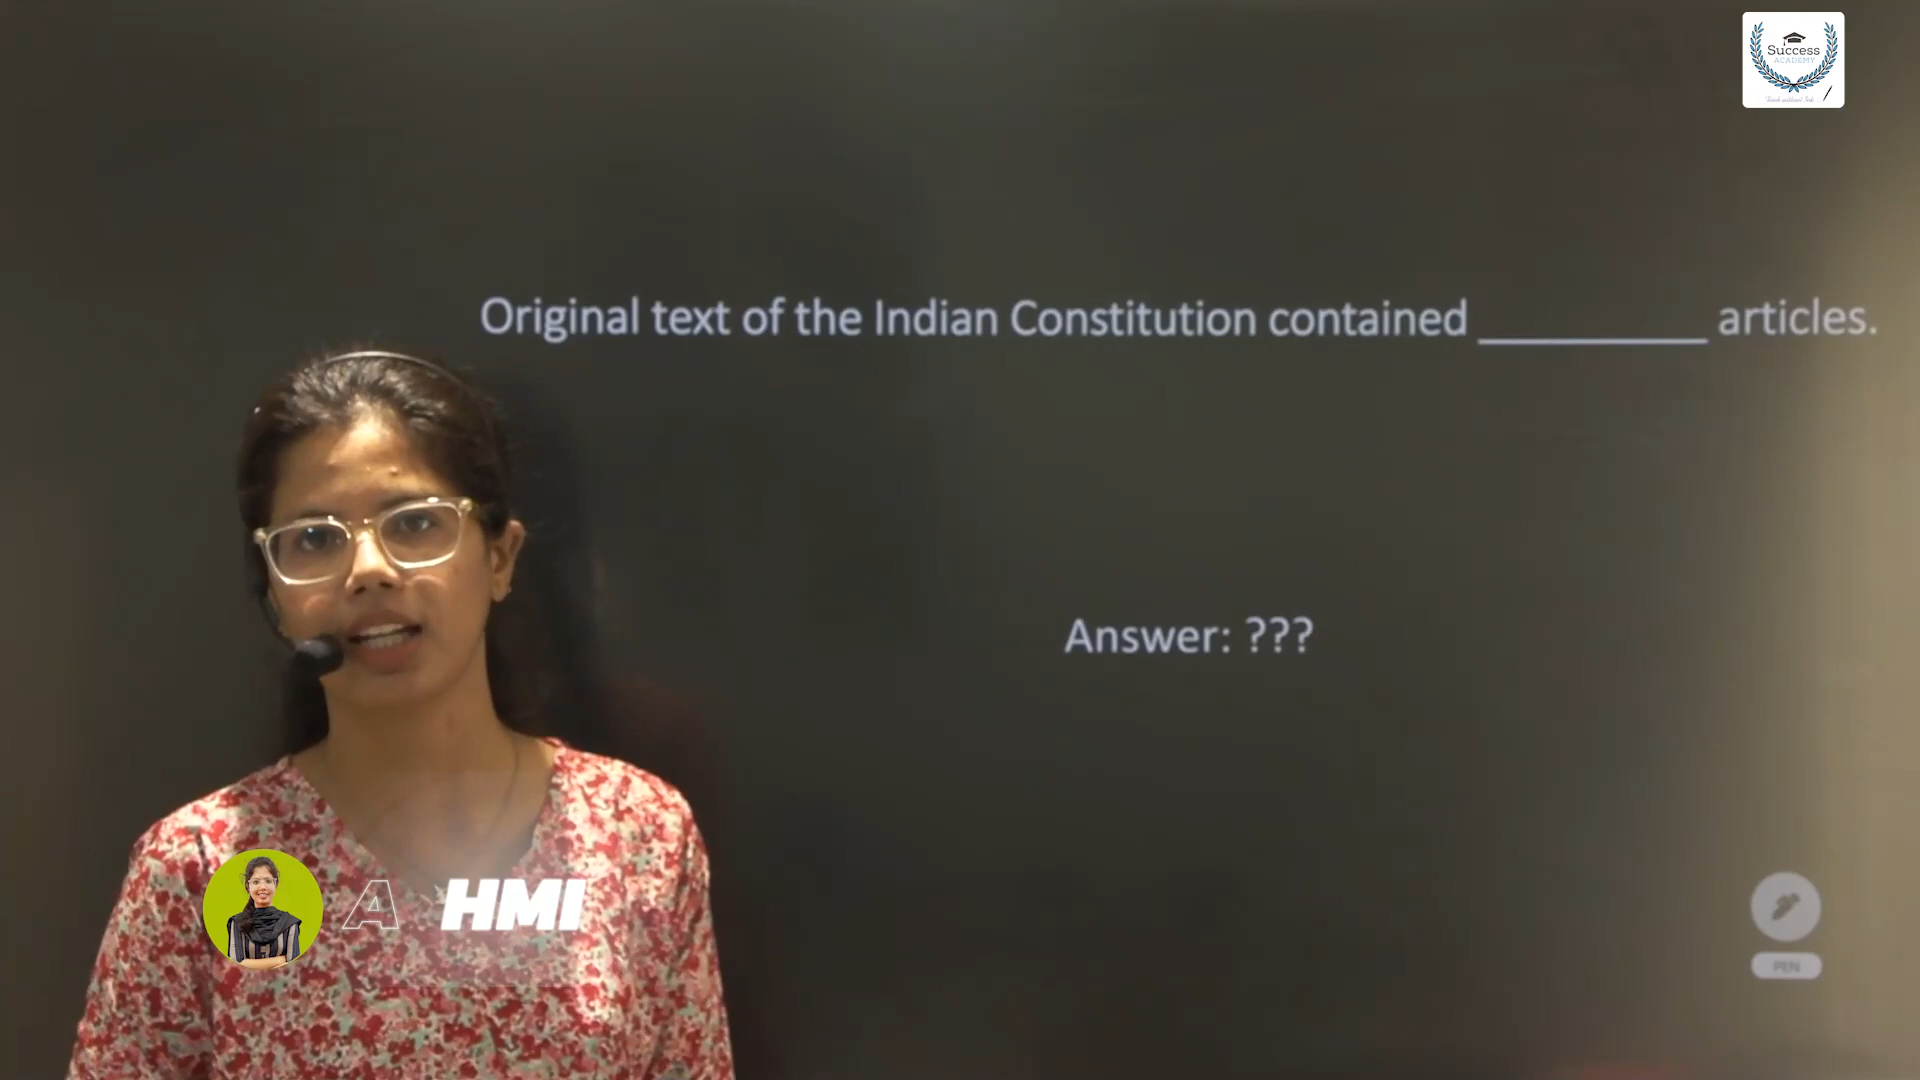 Success
ACADEMY
Original text of the Indian Constitution contained __________ articles.
Answer: ???
A HMI
PEN